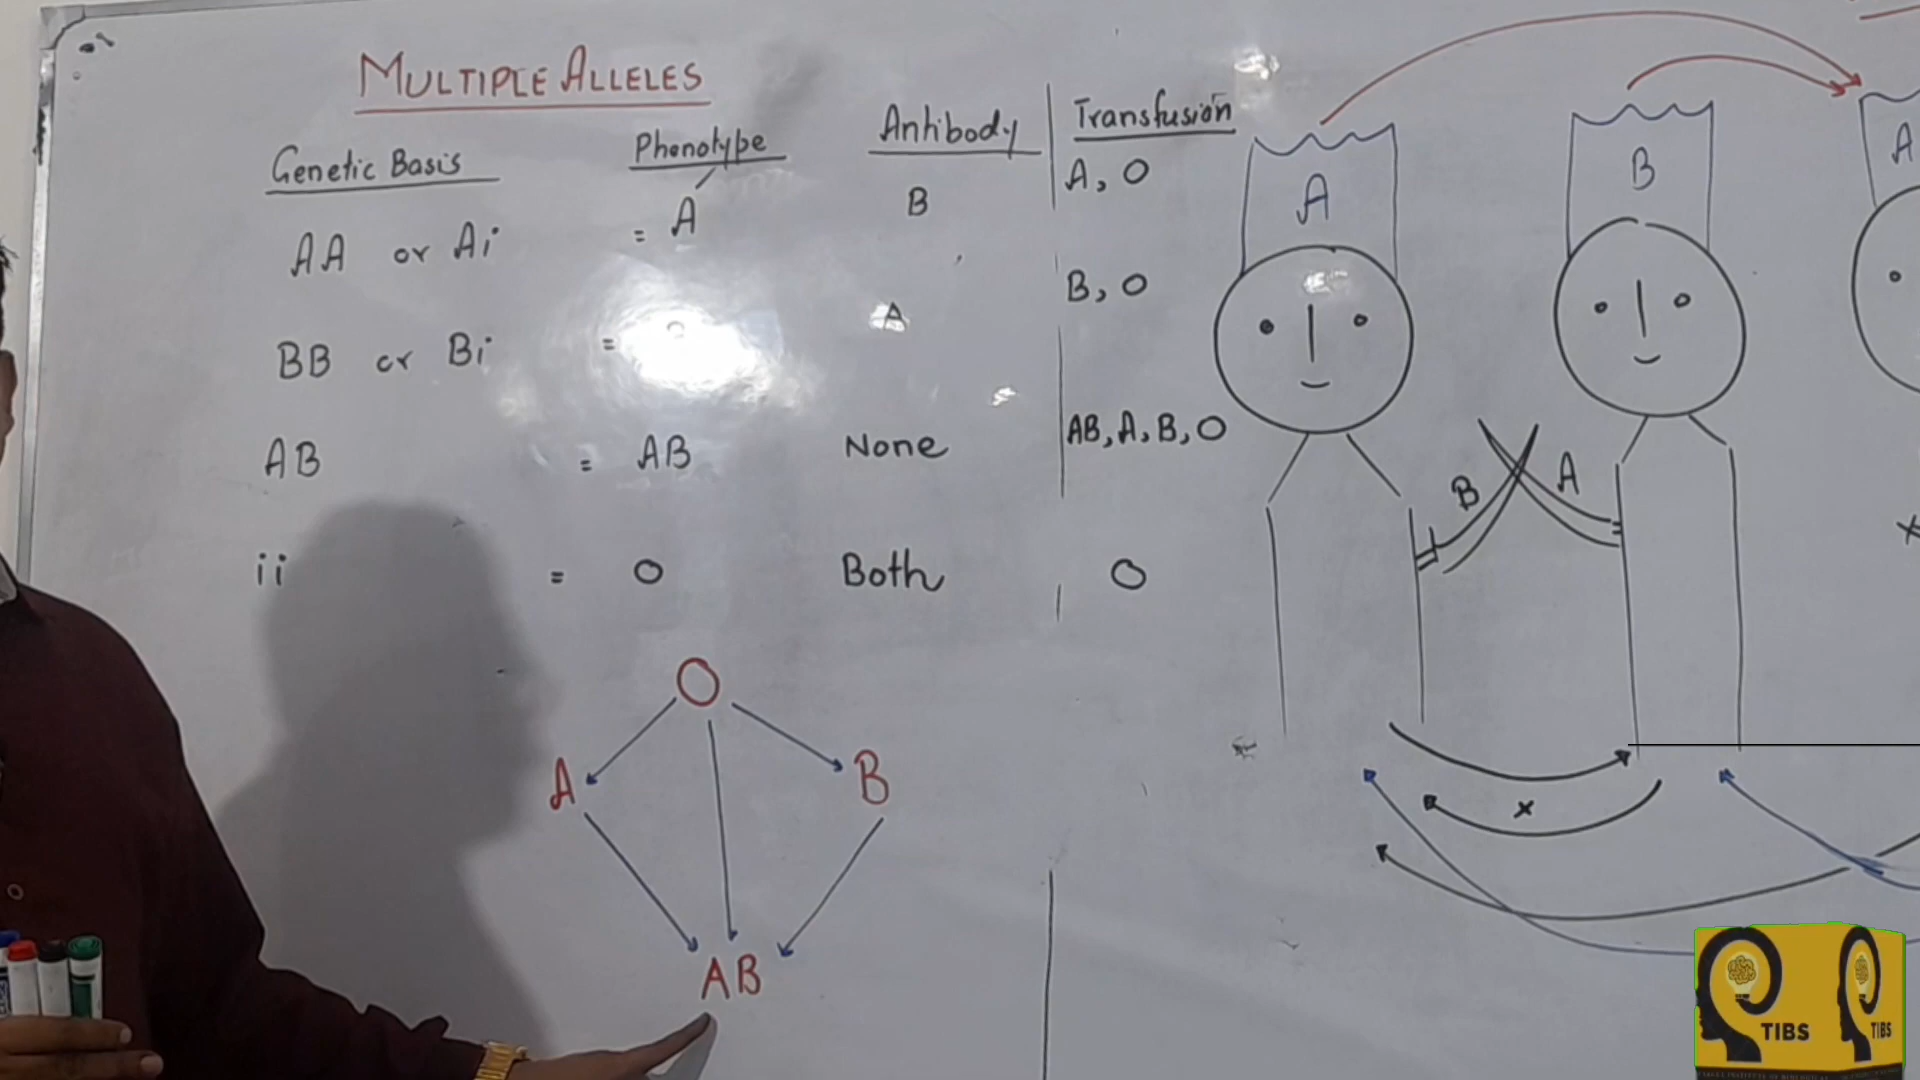 MULTIPLE ALLELES
Genetic Basis Phenotype Antibody Transfusion
AA or Ai = A B A, O
BB or Bi = A B, O
AB = AB None AB, A, B, O
ii = O Both O
O
A B
AB
A B A
B A
x
x
TIBS TIBS